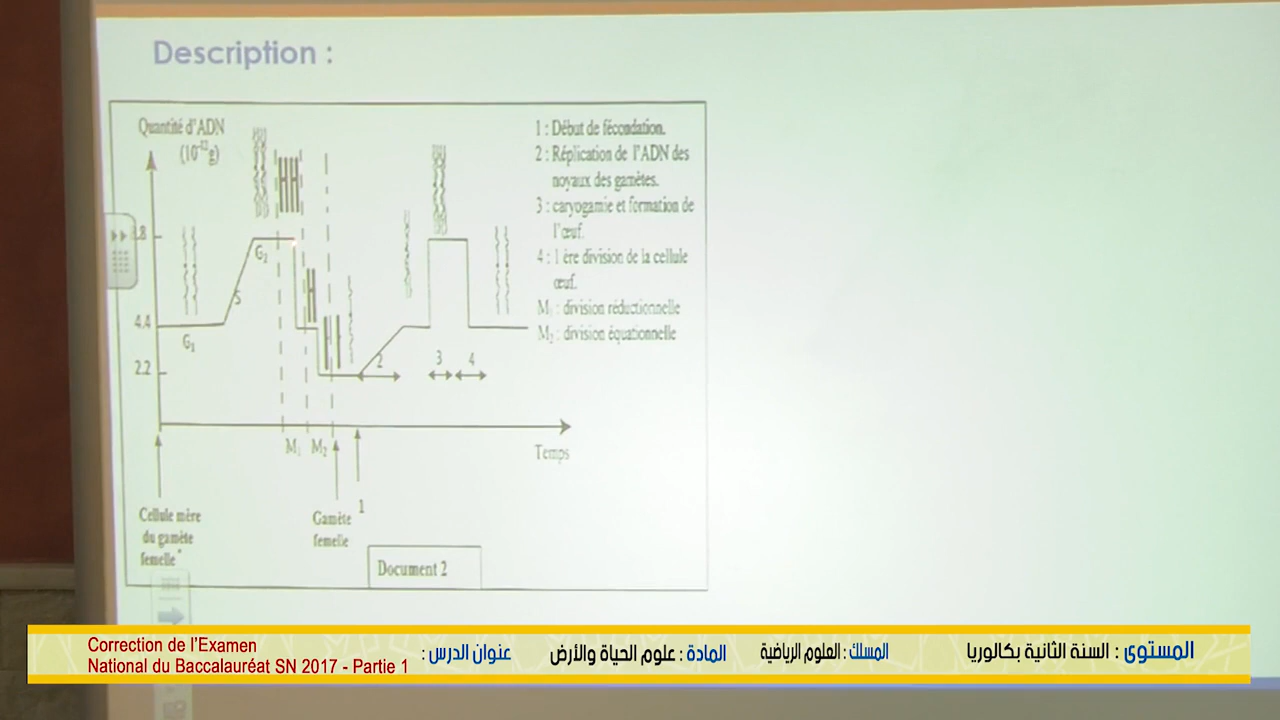 Description :
Quantité d'ADN
(10⁻¹²g)
1 : Début de fécondation.
2 : Réplication de l'ADN des
noyaux des gamètes.
3 : caryogamie et formation de
l'œuf.
4 : 1 ère division de la cellule
œuf.
M₁ : division réductionnelle
M₂ : division équationnelle
G₂
S
4.4
G₁
2.2
2
3
4
M₁
M₂
Temps
1
Cellule mère
du gamète
femelle
Gamète
femelle
Document 2
Correction de l'Examen
National du Baccalauréat SN 2017 - Partie 1
عنوان الدرس :
المادة : علوم الحياة والأرض
المسلك : العلوم الرياضية
المستوى : السنة الثانية بكالوريا